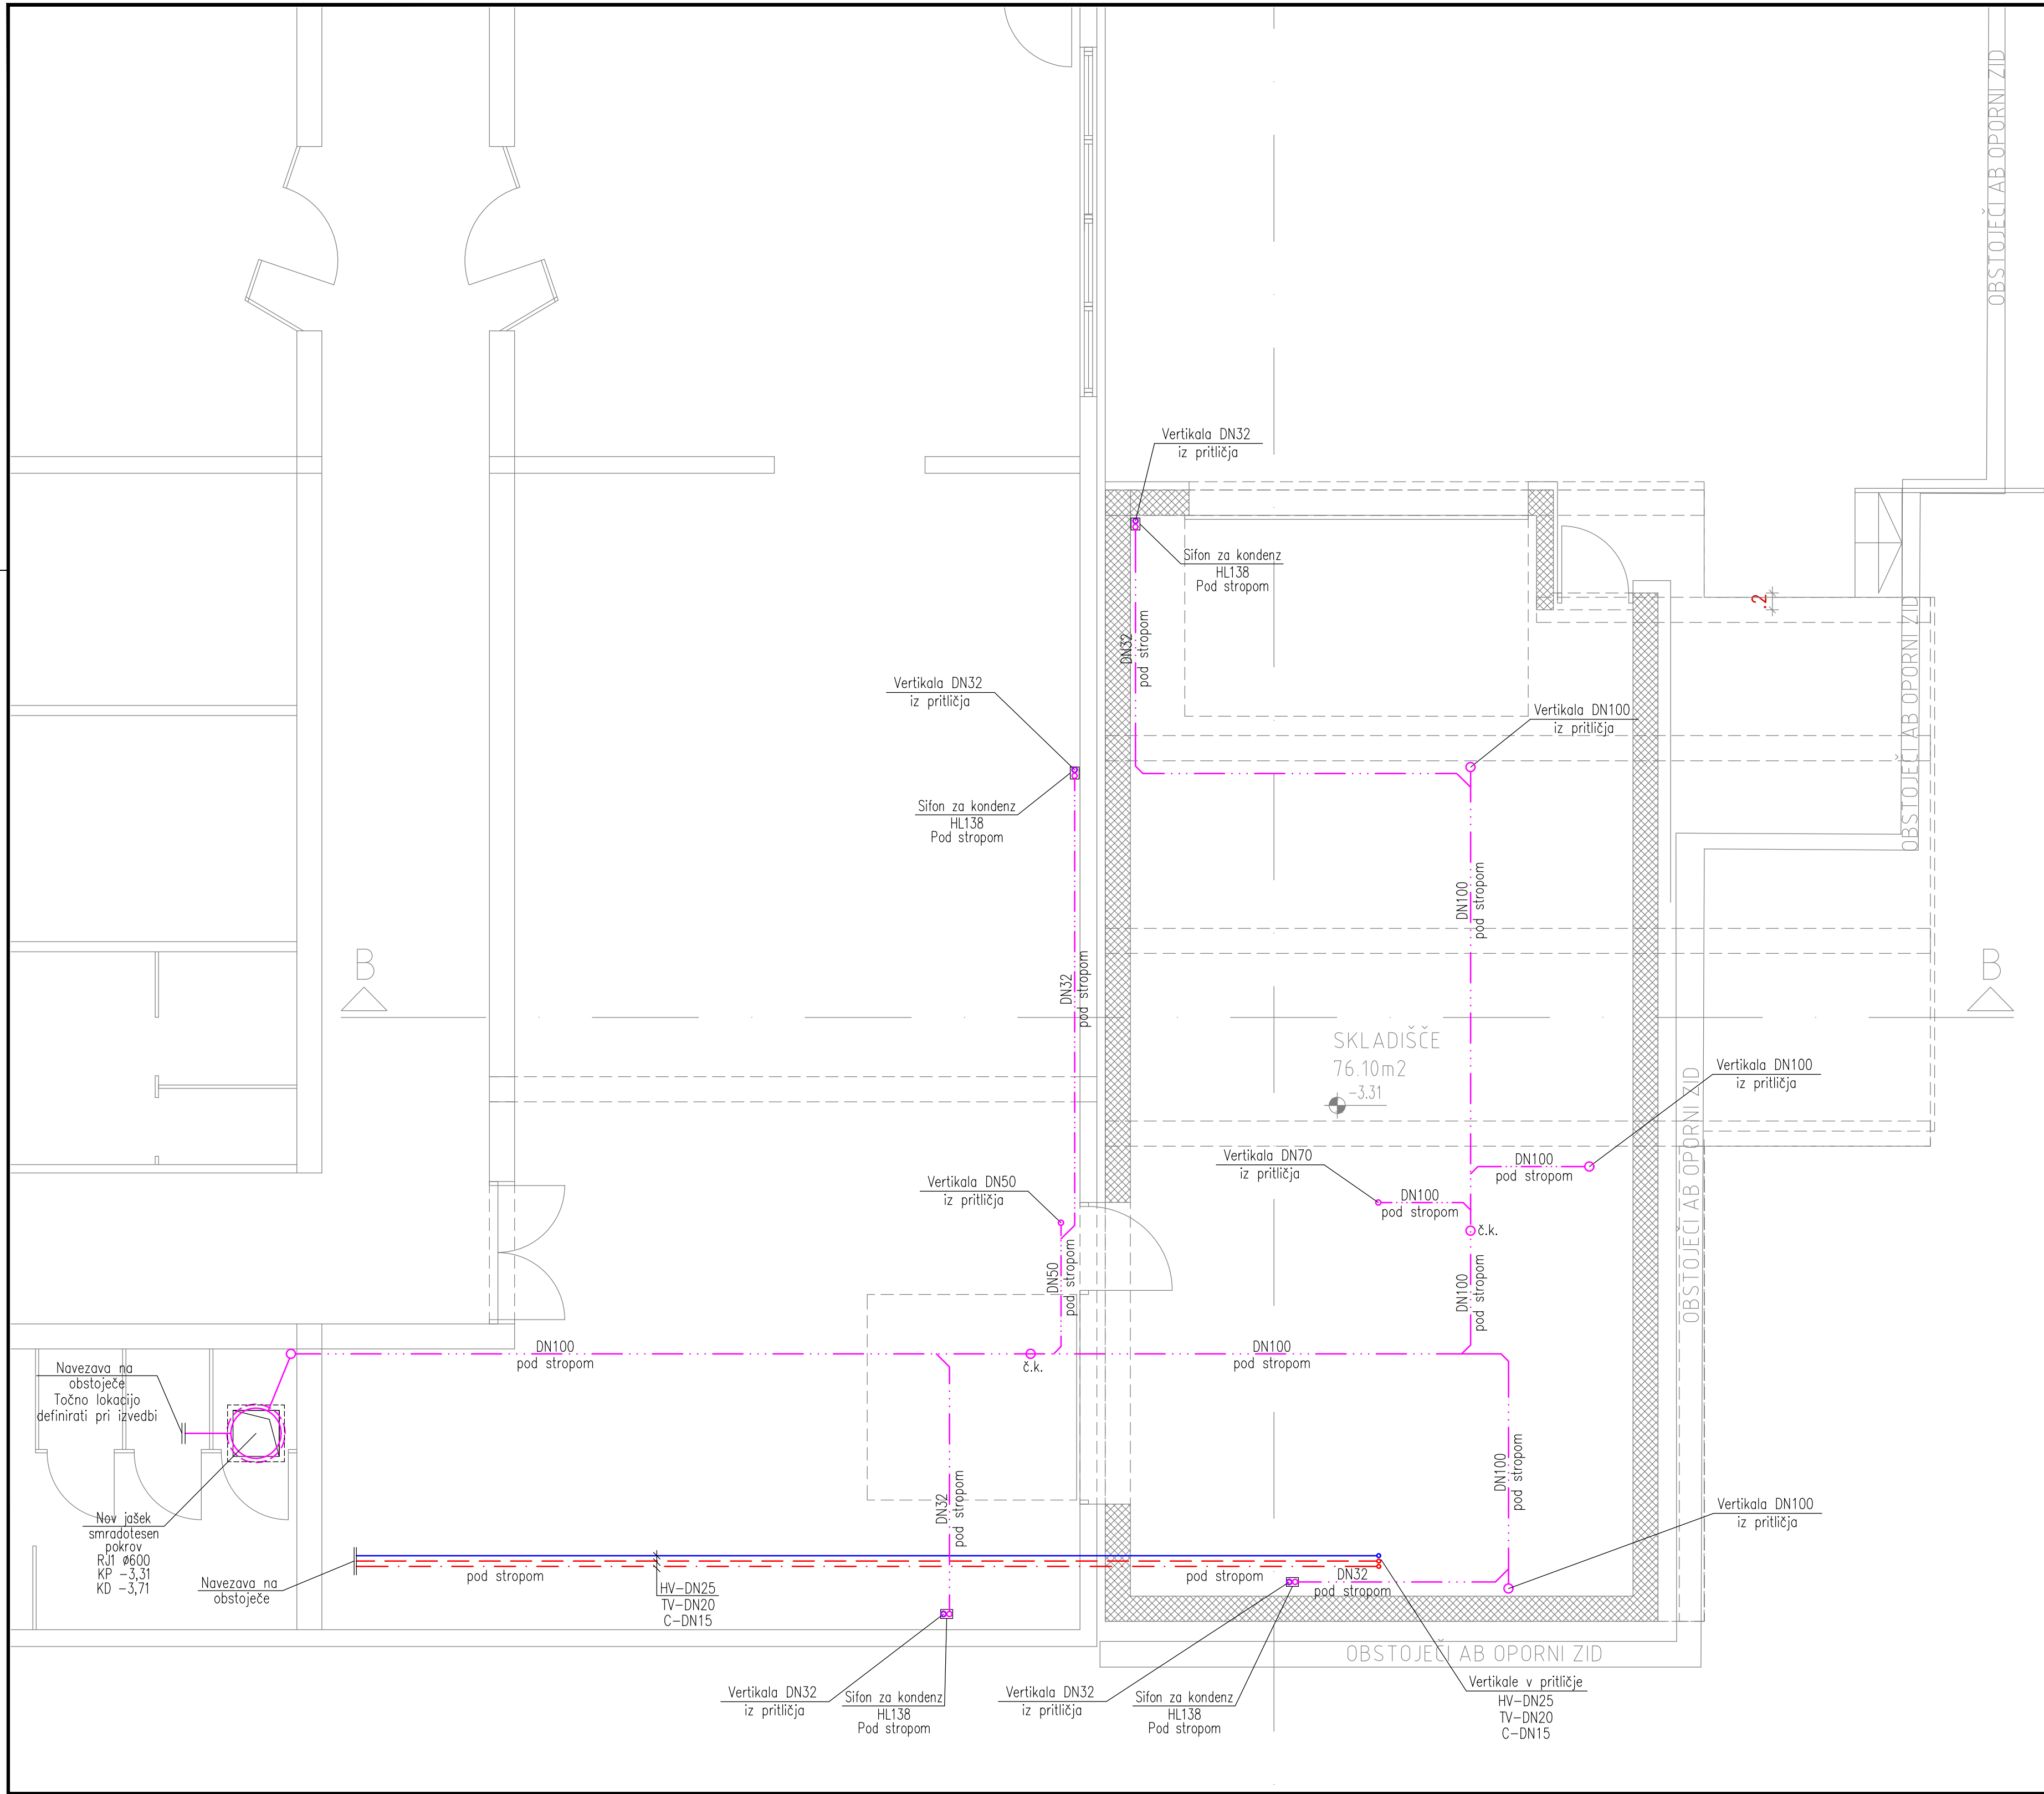 OBSTOJEČI AB OPORNI ZID
Vertikala DN32
iz pritličja
Sifon za kondenz
HL138
Pod stropom
.2
DN32
pod stropom
OBSTOJEČI AB OPORNI ZID
Vertikala DN32
iz pritličja
Vertikala DN100
iz pritličja
Sifon za kondenz
HL138
Pod stropom
DN100
pod stropom
B
DN32
pod stropom
B
SKLADIŠČE
76.10m2
-3.31
Vertikala DN100
iz pritličja
OBSTOJEČI AB OPORNI ZID
Vertikala DN70
iz pritličja
DN100
pod stropom
Vertikala DN50
iz pritličja
DN100
pod stropom
č.k.
DN50
pod stropom
DN100
pod stropom
DN100
pod stropom
č.k.
DN100
pod stropom
Navezava na
obstoječe
Točno lokacijo
definirati pri izvedbi
DN32
pod stropom
DN100
pod stropom
Nov jašek
smradotesen
pokrov
RJ1 ø600
KP -3,31
KD -3,71
Vertikala DN100
iz pritličja
Navezava na
obstoječe
pod stropom
HV-DN25
TV-DN20
C-DN15
pod stropom
DN32
pod stropom
OBSTOJEČI AB OPORNI ZID
Vertikala DN32
iz pritličja
Sifon za kondenz
HL138
Pod stropom
Vertikala DN32
iz pritličja
Sifon za kondenz
HL138
Pod stropom
Vertikale v pritličje
HV-DN25
TV-DN20
C-DN15